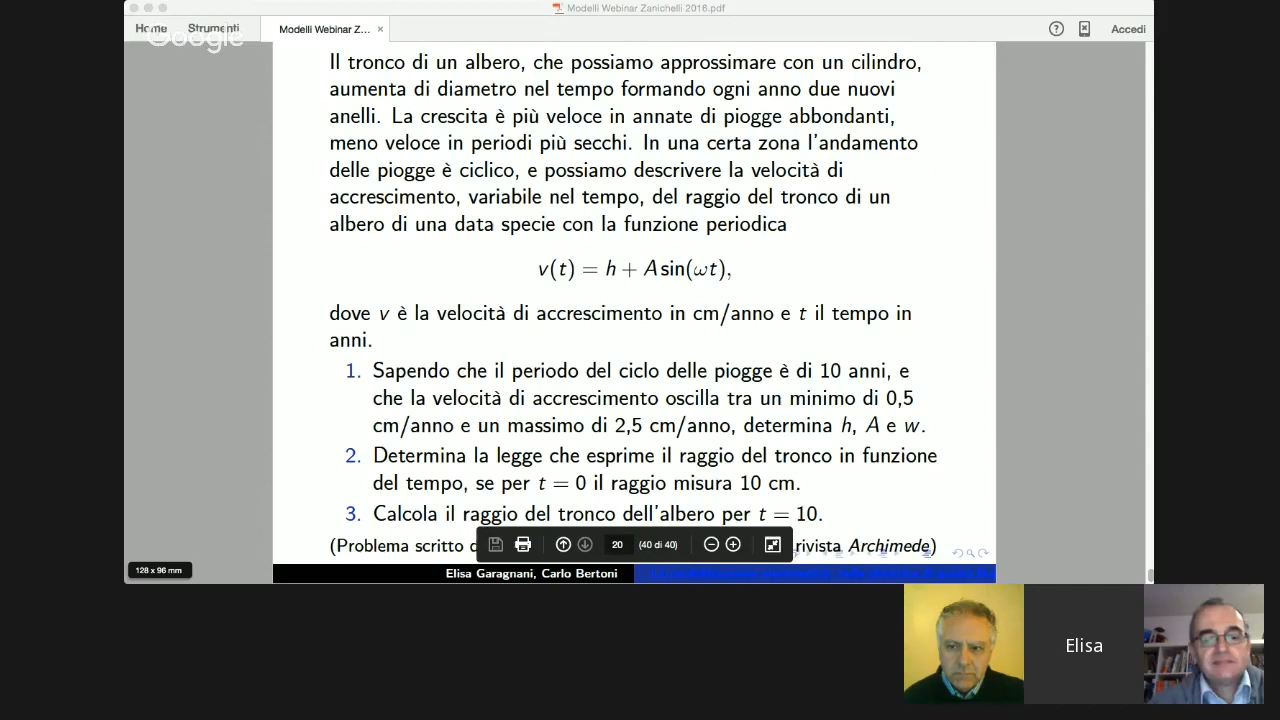 Modelli Webinar Zanichelli 2016.pdf
Home Strumenti Modelli Webinar Z... × Accedi
Google
Il tronco di un albero, che possiamo approssimare con un cilindro,
aumenta di diametro nel tempo formando ogni anno due nuovi
anelli. La crescita è più veloce in annate di piogge abbondanti,
meno veloce in periodi più secchi. In una certa zona l'andamento
delle piogge è ciclico, e possiamo descrivere la velocità di
accrescimento, variabile nel tempo, del raggio del tronco di un
albero di una data specie con la funzione periodica
v(t) = h + A sin(ωt),
dove v è la velocità di accrescimento in cm/anno e t il tempo in
anni.
1. Sapendo che il periodo del ciclo delle piogge è di 10 anni, e
che la velocità di accrescimento oscilla tra un minimo di 0,5
cm/anno e un massimo di 2,5 cm/anno, determina h, A e w.
2. Determina la legge che esprime il raggio del tronco in funzione
del tempo, se per t = 0 il raggio misura 10 cm.
3. Calcola il raggio del tronco dell'albero per t = 10.
(Problema scritto rivista Archimede)
20 (40 di 40)
128 x 96 mm
Elisa Garagnani, Carlo Bertoni
Elisa